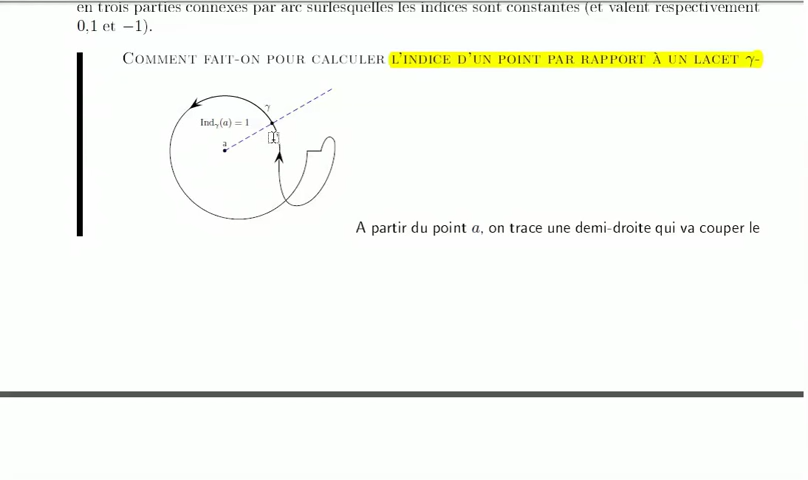 en trois parties connexes par arc surlesquelles les indices sont constantes (et valent respectivement
0,1 et −1).
COMMENT FAIT-ON POUR CALCULER L'INDICE D'UN POINT PAR RAPPORT À UN LACET γ-
γ
Indγ(a) = 1
a
A partir du point a, on trace une demi-droite qui va couper le